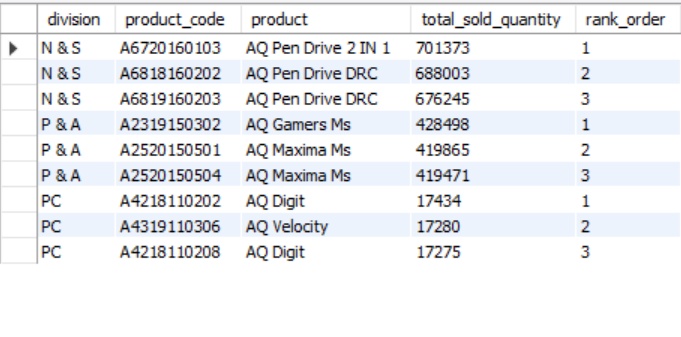 division product_code product total_sold_quantity rank_order
N & S A6720160103 AQ Pen Drive 2 IN 1 701373 1
N & S A6818160202 AQ Pen Drive DRC 688003 2
N & S A6819160203 AQ Pen Drive DRC 676245 3
P & A A2319150302 AQ Gamers Ms 428498 1
P & A A2520150501 AQ Maxima Ms 419865 2
P & A A2520150504 AQ Maxima Ms 419471 3
PC A4218110202 AQ Digit 17434 1
PC A4319110306 AQ Velocity 17280 2
PC A4218110208 AQ Digit 17275 3